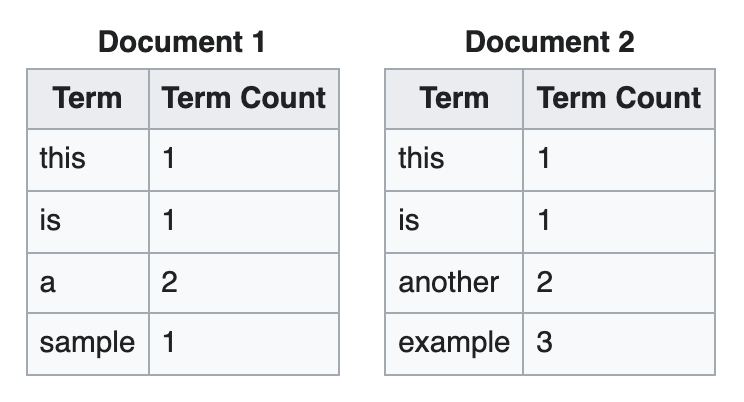 Document 1
Term Term Count
this 1
is 1
a 2
sample 1
Document 2
Term Term Count
this 1
is 1
another 2
example 3